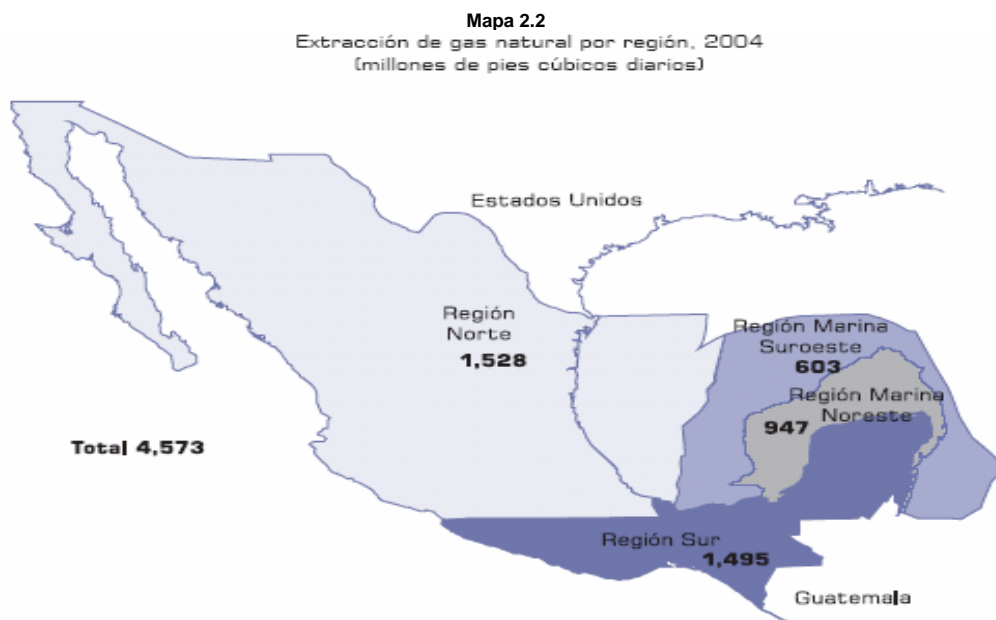 Mapa 2.2
Extracción de gas natural por región, 2004
(millones de pies cúbicos diarios)
Estados Unidos
Región
Norte
1,528
Región Marina
Suroeste
603
Región Marina
Noreste
947
Total 4,573
Región Sur
1,495
Guatemala